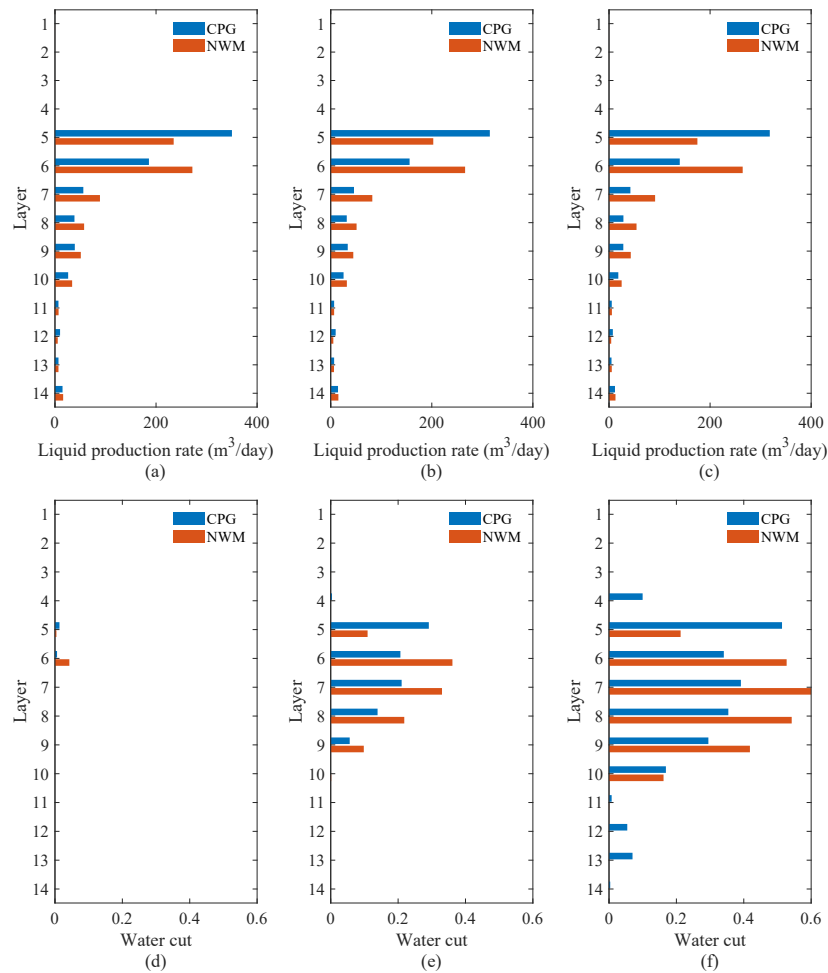 CPG
NWM
1
2
3
4
5
6
7
8
9
10
11
12
13
14
Layer
0 200 400
Liquid production rate (m³/day)
(a)
CPG
NWM
1
2
3
4
5
6
7
8
9
10
11
12
13
14
Layer
0 200 400
Liquid production rate (m³/day)
(b)
CPG
NWM
1
2
3
4
5
6
7
8
9
10
11
12
13
14
Layer
0 200 400
Liquid production rate (m³/day)
(c)
CPG
NWM
1
2
3
4
5
6
7
8
9
10
11
12
13
14
Layer
0 0.2 0.4 0.6
Water cut
(d)
CPG
NWM
1
2
3
4
5
6
7
8
9
10
11
12
13
14
Layer
0 0.2 0.4 0.6
Water cut
(e)
CPG
NWM
1
2
3
4
5
6
7
8
9
10
11
12
13
14
Layer
0 0.2 0.4 0.6
Water cut
(f)